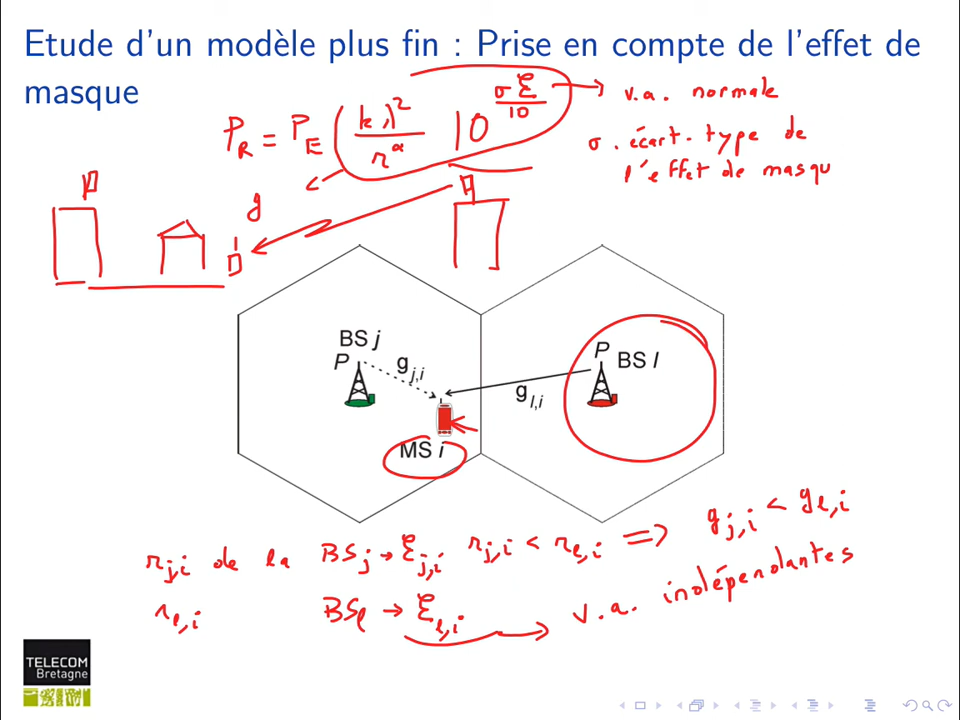 Etude d'un modèle plus fin : Prise en compte de l'effet de
masque
P_R = P_E (kλ)^2 / r^α 10^(σξ/10) → v.a. normale
σ. écart-type de
l'effet de masqu
g
BS j
P
g_j,i
P
BS l
g_l,i
MS i
r_j,i de la BS_j → ξ_j,i r_j,i < r_l,i ⇒ g_j,i < g_l,i
r_l,i BS_l → ξ_l,i → v.a. indépendantes
TELECOM
Bretagne